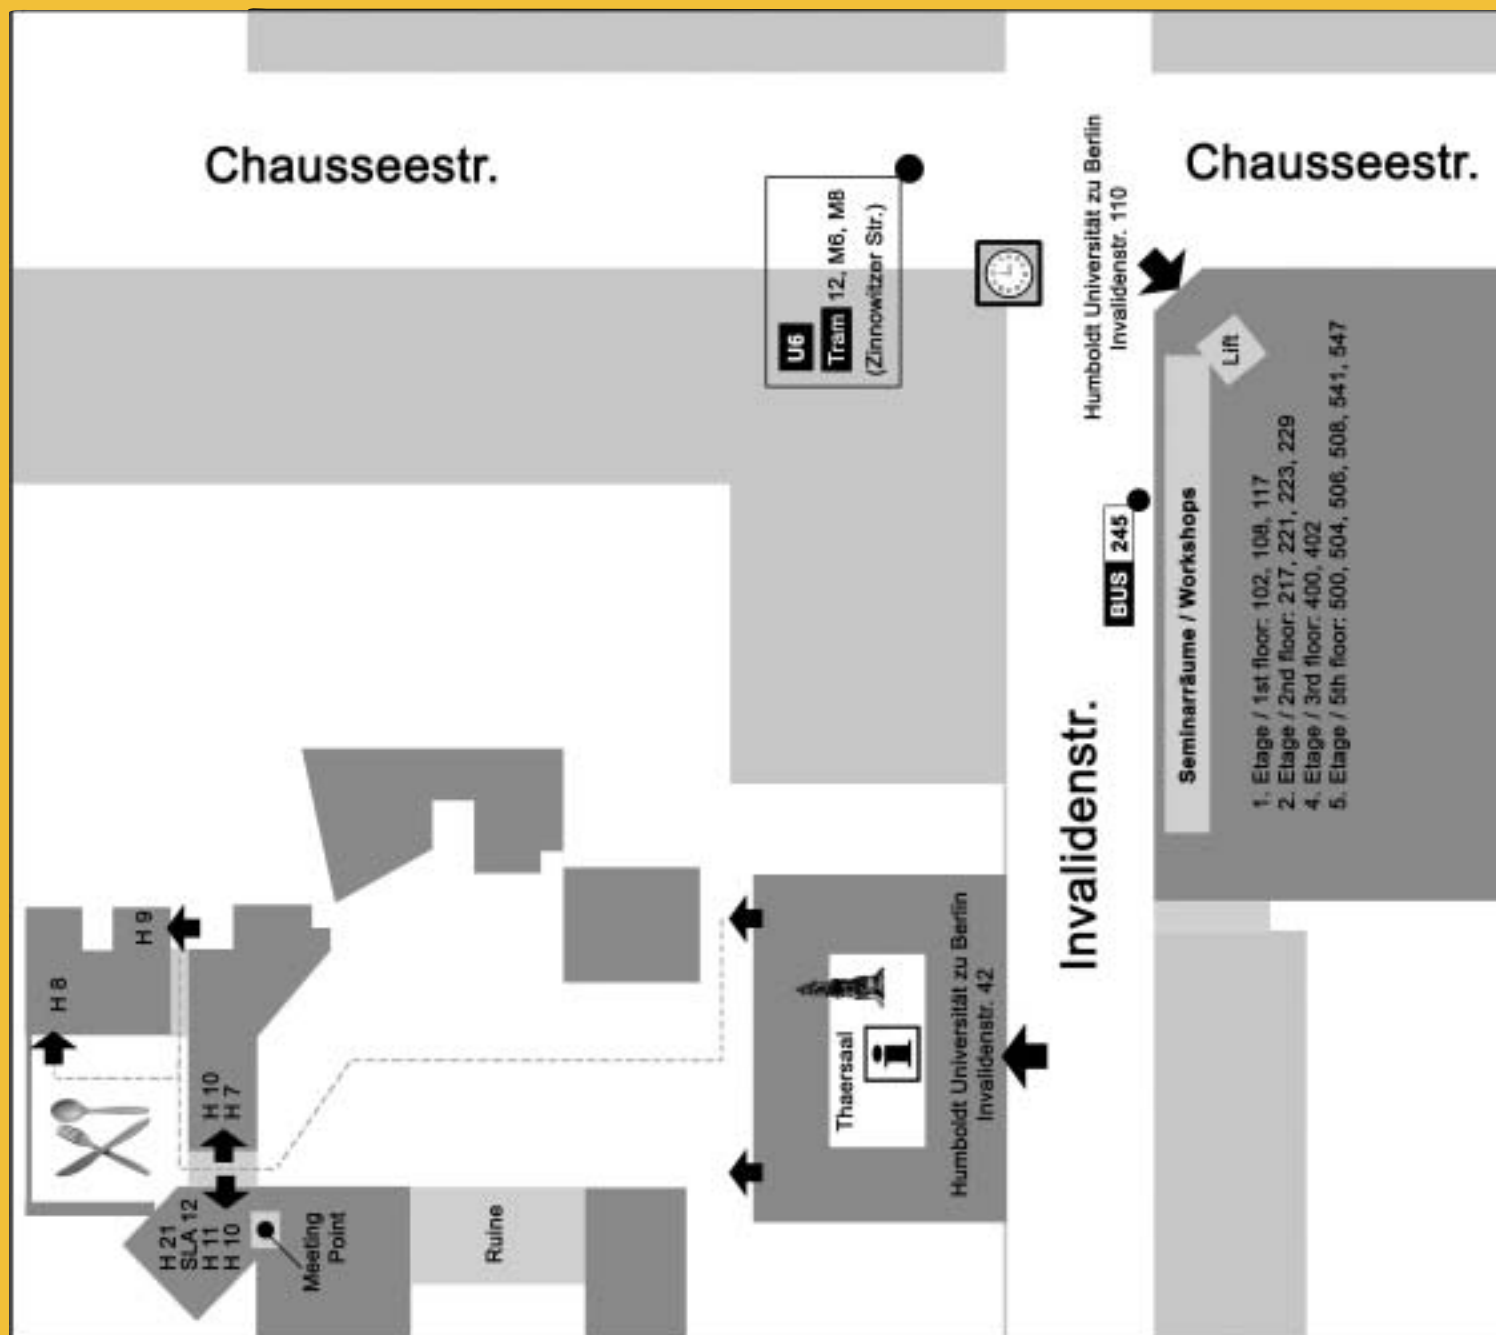 Chausseestr.
Chausseestr.
U6
Tram 12, M6, M8
(Zinnowitzer Str.)
Humboldt Universität zu Berlin
Invalidenstr. 110
Lift
BUS 245
Seminarräume / Workshops
1. Etage / 1st floor: 102, 108, 117
2. Etage / 2nd floor: 217, 221, 223, 229
4. Etage / 3rd floor: 400, 402
5. Etage / 5th floor: 500, 504, 506, 508, 541, 547
Invalidenstr.
H 9
H 8
H 10
H 7
Thaersaal
i
Humboldt Universität zu Berlin
Invalidenstr. 42
H 21
SLA 12
H 11
H 10
Meeting
Point
Ruine